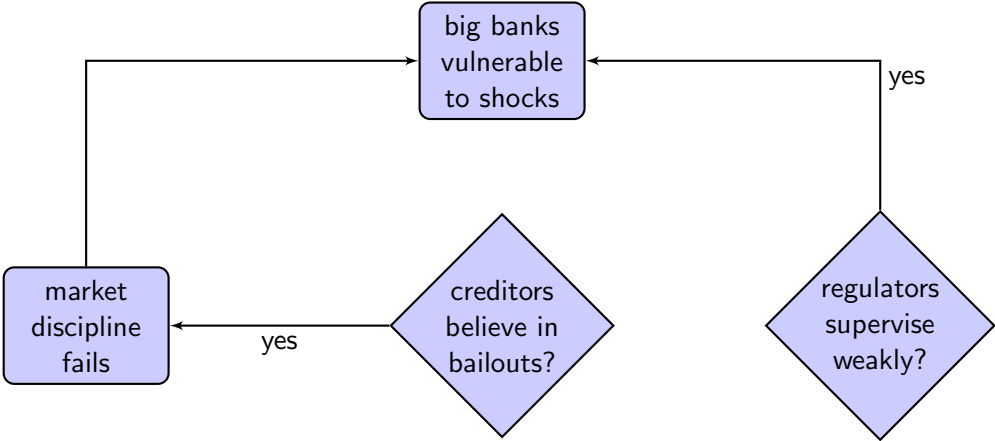 big banks
vulnerable
to shocks
yes
market
discipline
fails
yes
creditors
believe in
bailouts?
regulators
supervise
weakly?